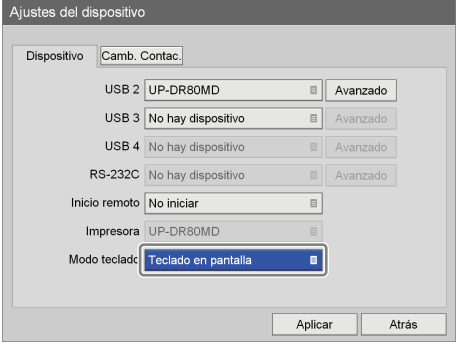 Ajustes del dispositivo
Dispositivo Camb. Contac.
USB 2 UP-DR80MD Avanzado
USB 3 No hay dispositivo Avanzado
USB 4 No hay dispositivo Avanzado
RS-232C No hay dispositivo Avanzado
Inicio remoto No iniciar
Impresora UP-DR80MD
Modo teclado Teclado en pantalla
Aplicar Atrás